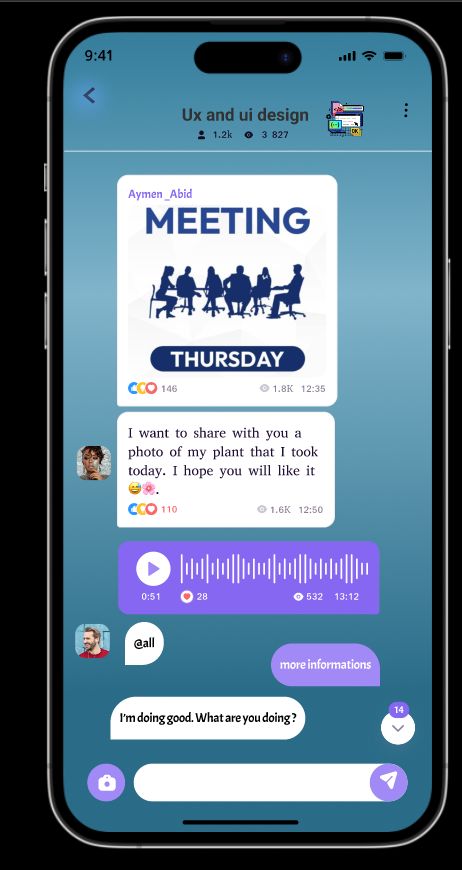 9:41
Ux and ui design
1.2k 3 827
Aymen_Abid
MEETING
THURSDAY
146 1.8K 12:35
I want to share with you a
photo of my plant that I took
today. I hope you will like it
😅🌸.
110 1.6K 12:50
0:51 28 532 13:12
@all
more informations
I'm doing good. What are you doing ?
14